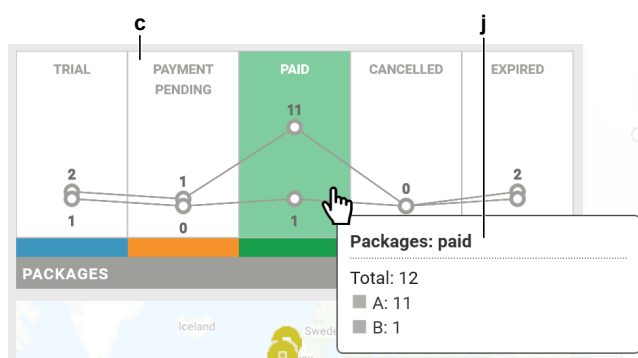 c
j
TRIAL
PAYMENT
PENDING
PAID
CANCELLED
EXPIRED
11
2
1
0
2
1
0
1
Packages: paid
Total: 12
A: 11
B: 1
PACKAGES
Iceland